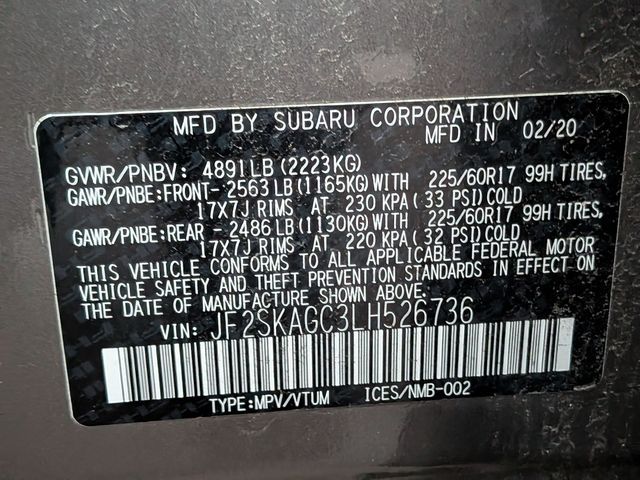 MFD BY SUBARU CORPORATION
MFD IN 02/20
GVWR/PNBV: 4891LB (2223KG)
GAWR/PNBE:FRONT- 2563 LB (1165KG) WITH 225/60R17 99H TIRES,
17X7J RIMS AT 230 KPA( 33 PSI) COLD
GAWR/PNBE:REAR - 2486 LB (1130KG) WITH 225/60R17 99H TIRES,
17X7J RIMS AT 220 KPA( 32 PSI) COLD
THIS VEHICLE CONFORMS TO ALL APPLICABLE FEDERAL MOTOR
VEHICLE SAFETY AND THEFT PREVENTION STANDARDS IN EFFECT ON
THE DATE OF MANUFACTURE SHOWN ABOVE.
VIN: JF2SKAGC3LH526736
TYPE:MPV/VTUM ICES/NMB-002